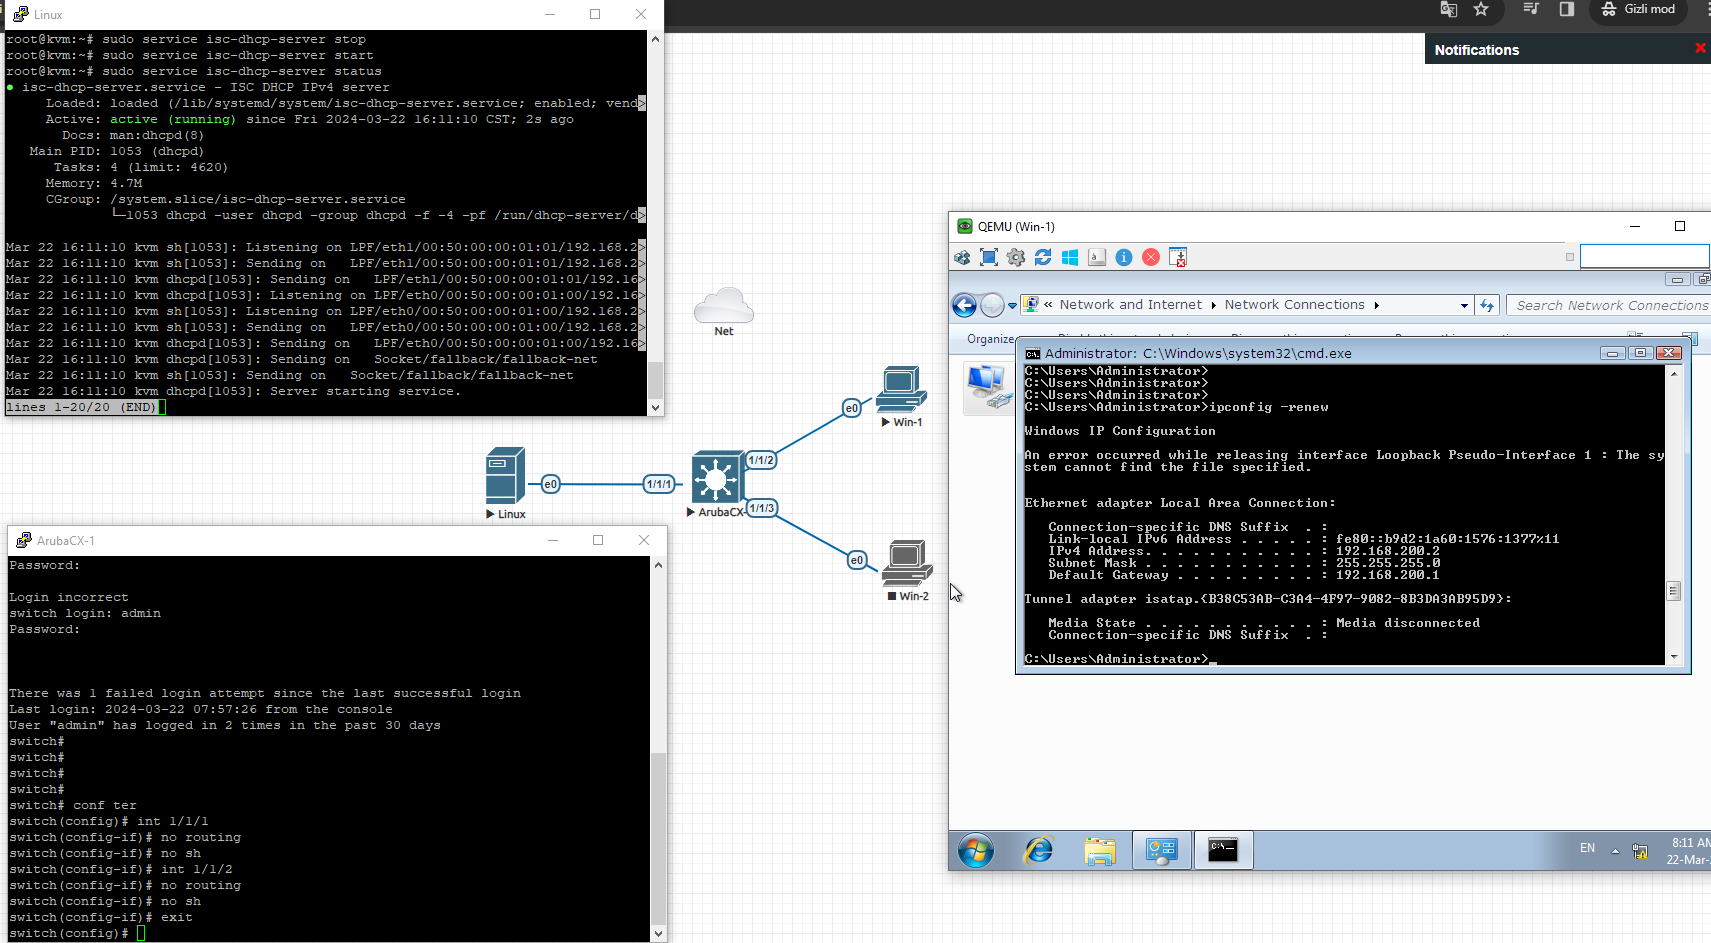 Linux
root@kvm:~# sudo service isc-dhcp-server stop
root@kvm:~# sudo service isc-dhcp-server start
root@kvm:~# sudo service isc-dhcp-server status
● isc-dhcp-server.service - ISC DHCP IPv4 server
Loaded: loaded (/lib/systemd/system/isc-dhcp-server.service; enabled; vend>
Active: active (running) since Fri 2024-03-22 16:11:10 CST; 2s ago
Docs: man:dhcpd(8)
Main PID: 1053 (dhcpd)
Tasks: 4 (limit: 4620)
Memory: 4.7M
CGroup: /system.slice/isc-dhcp-server.service
└─1053 dhcpd -user dhcpd -group dhcpd -f -4 -pf /run/dhcp-server/d>
Mar 22 16:11:10 kvm sh[1053]: Listening on LPF/eth1/00:50:00:00:01:01/192.168.2>
Mar 22 16:11:10 kvm sh[1053]: Sending on   LPF/eth1/00:50:00:00:01:01/192.168.2>
Mar 22 16:11:10 kvm dhcpd[1053]: Sending on   LPF/eth1/00:50:00:00:01:01/192.16>
Mar 22 16:11:10 kvm dhcpd[1053]: Listening on LPF/eth0/00:50:00:00:01:00/192.16>
Mar 22 16:11:10 kvm sh[1053]: Listening on LPF/eth0/00:50:00:00:01:00/192.168.2>
Mar 22 16:11:10 kvm sh[1053]: Sending on   LPF/eth0/00:50:00:00:01:00/192.168.2>
Mar 22 16:11:10 kvm dhcpd[1053]: Sending on   LPF/eth0/00:50:00:00:01:00/192.16>
Mar 22 16:11:10 kvm dhcpd[1053]: Sending on   Socket/fallback/fallback-net
Mar 22 16:11:10 kvm sh[1053]: Sending on   Socket/fallback/fallback-net
Mar 22 16:11:10 kvm dhcpd[1053]: Server starting service.
lines 1-20/20 (END)
Gizli mod
Notifications
Net
e0
Win-1
1/1/2
e0
1/1/1
Linux
ArubaCX-
1/1/3
e0
Win-2
ArubaCX-1
Password:
Login incorrect
switch login: admin
Password:
There was 1 failed login attempt since the last successful login
Last login: 2024-03-22 07:57:26 from the console
User "admin" has logged in 2 times in the past 30 days
switch#
switch#
switch#
switch#
switch# conf ter
switch(config)# int 1/1/1
switch(config-if)# no routing
switch(config-if)# no sh
switch(config-if)# int 1/1/2
switch(config-if)# no routing
switch(config-if)# no sh
switch(config-if)# exit
switch(config)#
QEMU (Win-1)
« Network and Internet ▸ Network Connections ▸
Search Network Connections
Organize
Administrator: C:\Windows\system32\cmd.exe
C:\Users\Administrator>
C:\Users\Administrator>
C:\Users\Administrator>
C:\Users\Administrator>ipconfig -renew
Windows IP Configuration
An error occurred while releasing interface Loopback Pseudo-Interface 1 : The sy
stem cannot find the file specified.
Ethernet adapter Local Area Connection:
Connection-specific DNS Suffix  . :
Link-local IPv6 Address . . . . . : fe80::b9d2:1a60:1576:1377%11
IPv4 Address. . . . . . . . . . . : 192.168.200.2
Subnet Mask . . . . . . . . . . . : 255.255.255.0
Default Gateway . . . . . . . . . : 192.168.200.1
Tunnel adapter isatap.{B38C53AB-C3A4-4F97-9082-8B3DA3AB95D9}:
Media State . . . . . . . . . . . : Media disconnected
Connection-specific DNS Suffix  . :
C:\Users\Administrator>_
EN
8:11 AM
22-Mar-